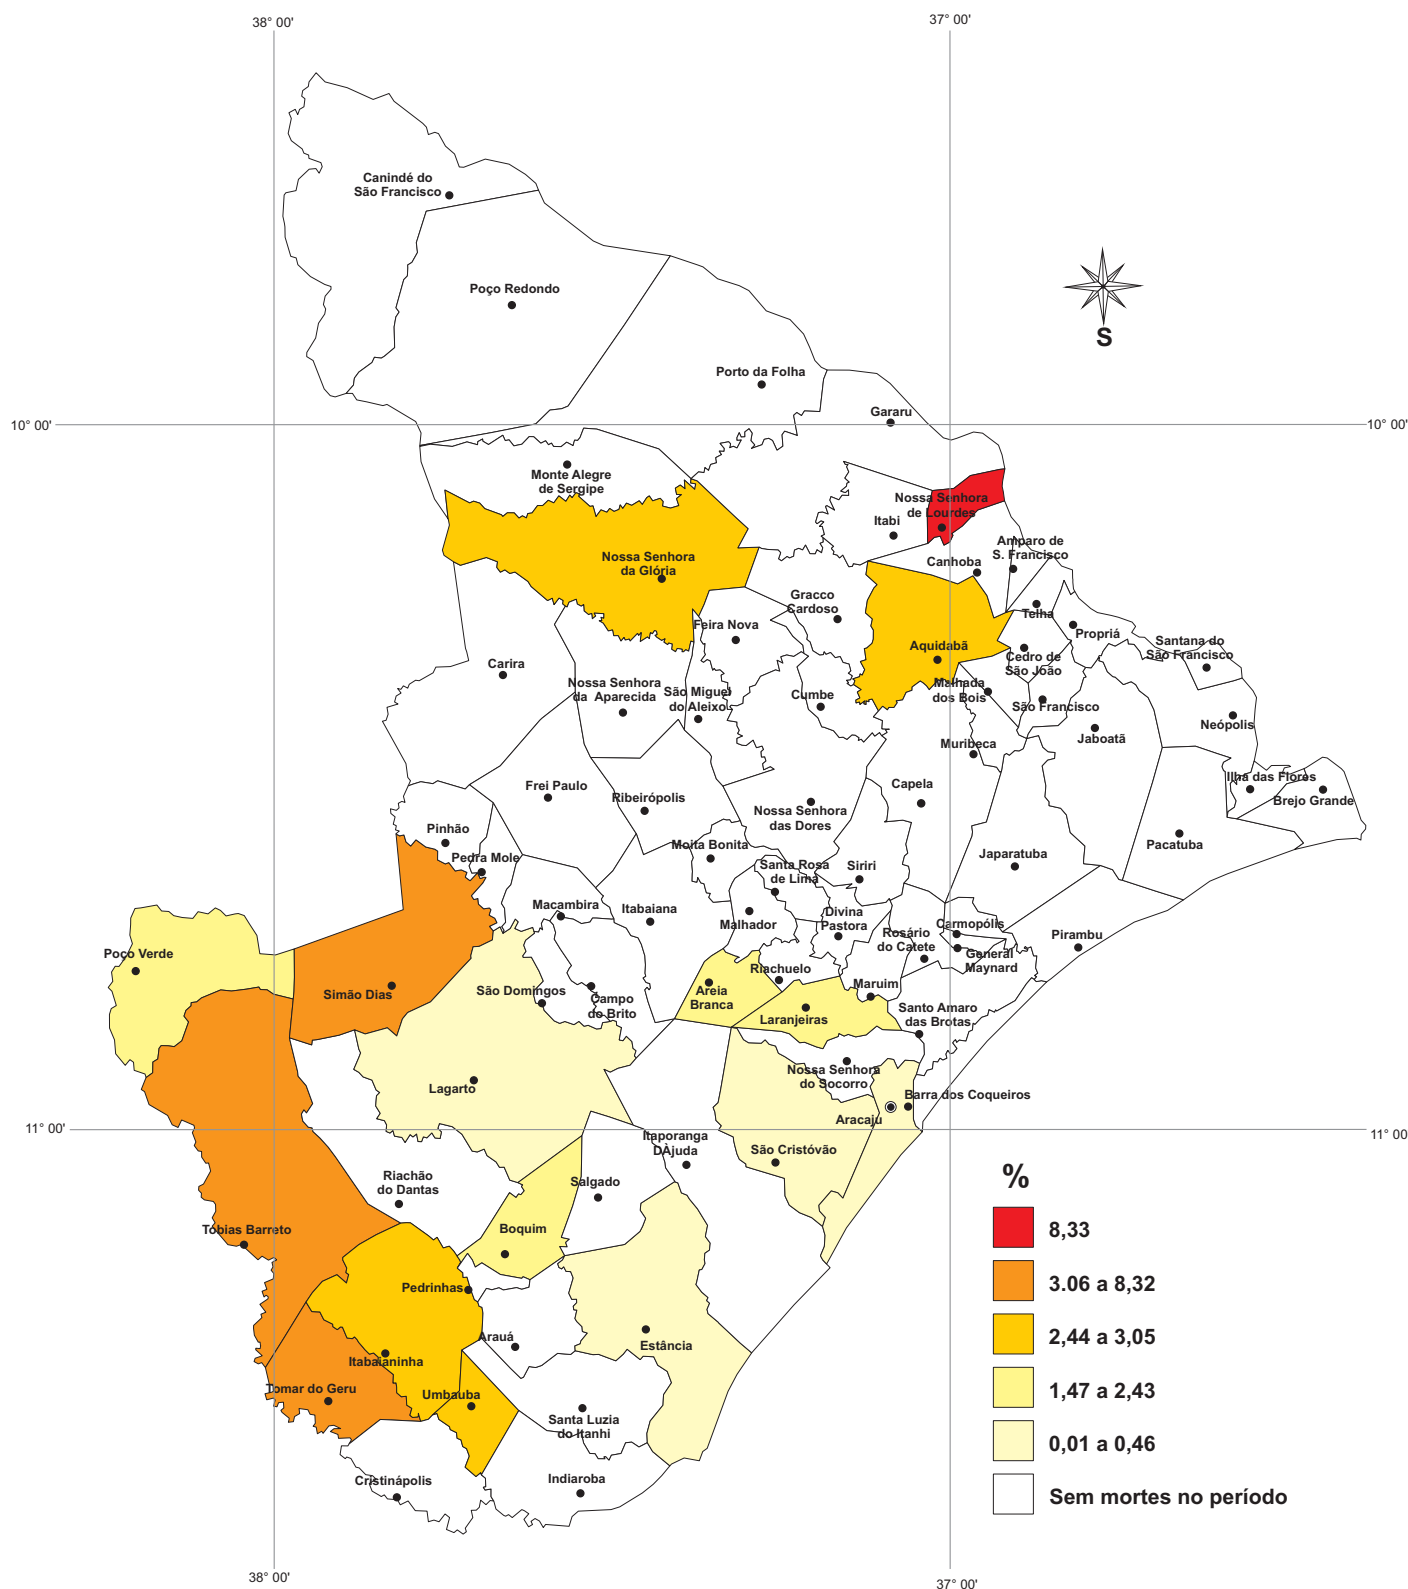 38° 00'
37° 00'
Canindé do
São Francisco
Poço Redondo
S
Porto da Folha
Gararu
10° 00'
10° 00'
Monte Alegre
de Sergipe
Nossa Senhora
de Lourdes
Itabi
Amparo de
S. Francisco
Canhoba
Nossa Senhora
da Glória
Gracco
Cardoso
Telha
Feira Nova
Propriá
Santana do
São Francisco
Aquidabã
Cedro de
São João
Carira
Nossa Senhora
da Aparecida
São Miguel
do Aleixo
Cumbe
Malhada
dos Bois
São Francisco
Neópolis
Jaboatã
Muribeca
Ilha das Flores
Brejo Grande
Frei Paulo
Ribeirópolis
Capela
Nossa Senhora
das Dores
Pinhão
Moita Bonita
Pacatuba
Pedra Mole
Santa Rosa
de Lima
Siriri
Japaratuba
Macambira
Itabaiana
Malhador
Divina
Pastora
Carmopólis
Rosário
do Catete
Pirambu
General
Maynard
Poço Verde
Simão Dias
São Domingos
Campo
do Brito
Areia
Branca
Riachuelo
Maruim
Laranjeiras
Santo Amaro
das Brotas
Lagarto
Nossa Senhora
do Socorro
Barra dos Coqueiros
Aracaju
11° 00'
11° 00
Itaporanga
DÀjuda
São Cristóvão
Riachão
do Dantas
Salgado
%
Tobias Barreto
Boquim
8,33
Pedrinhas
3.06 a 8,32
Arauá
Estância
2,44 a 3,05
Itabaianinha
Tomar do Geru
Umbauba
1,47 a 2,43
Santa Luzia
do Itanhi
0,01 a 0,46
Cristinápolis
Indiaroba
Sem mortes no período
38° 00'
37° 00'